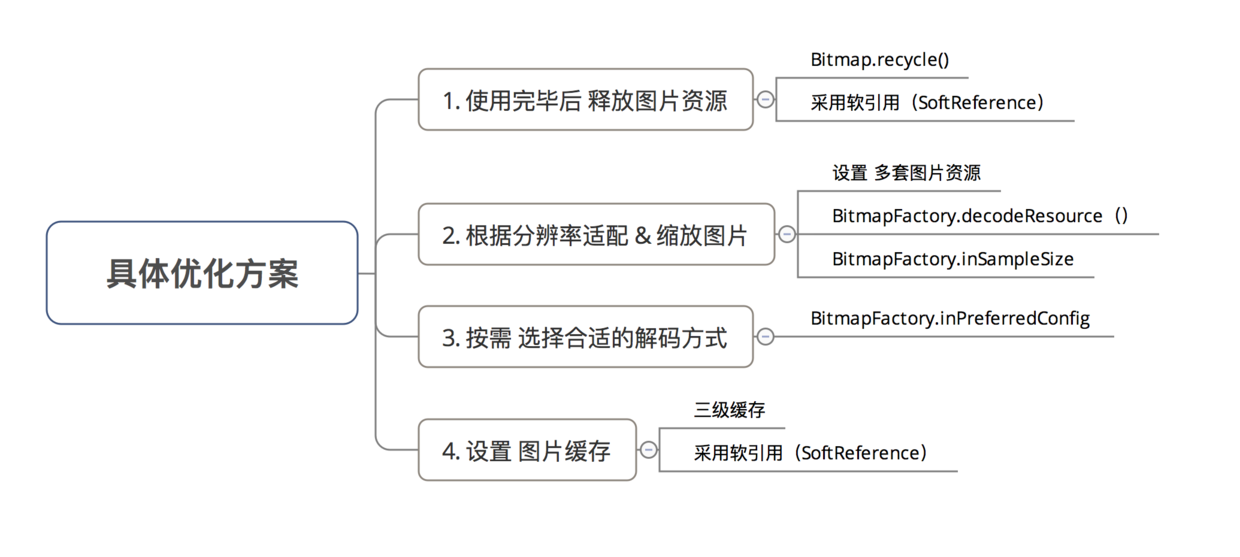 具体优化方案
1. 使用完毕后 释放图片资源
Bitmap.recycle()
采用软引用（SoftReference）
2. 根据分辨率适配 & 缩放图片
设置 多套图片资源
BitmapFactory.decodeResource（）
BitmapFactory.inSampleSize
3. 按需 选择合适的解码方式
BitmapFactory.inPreferredConfig
4. 设置 图片缓存
三级缓存
采用软引用（SoftReference）